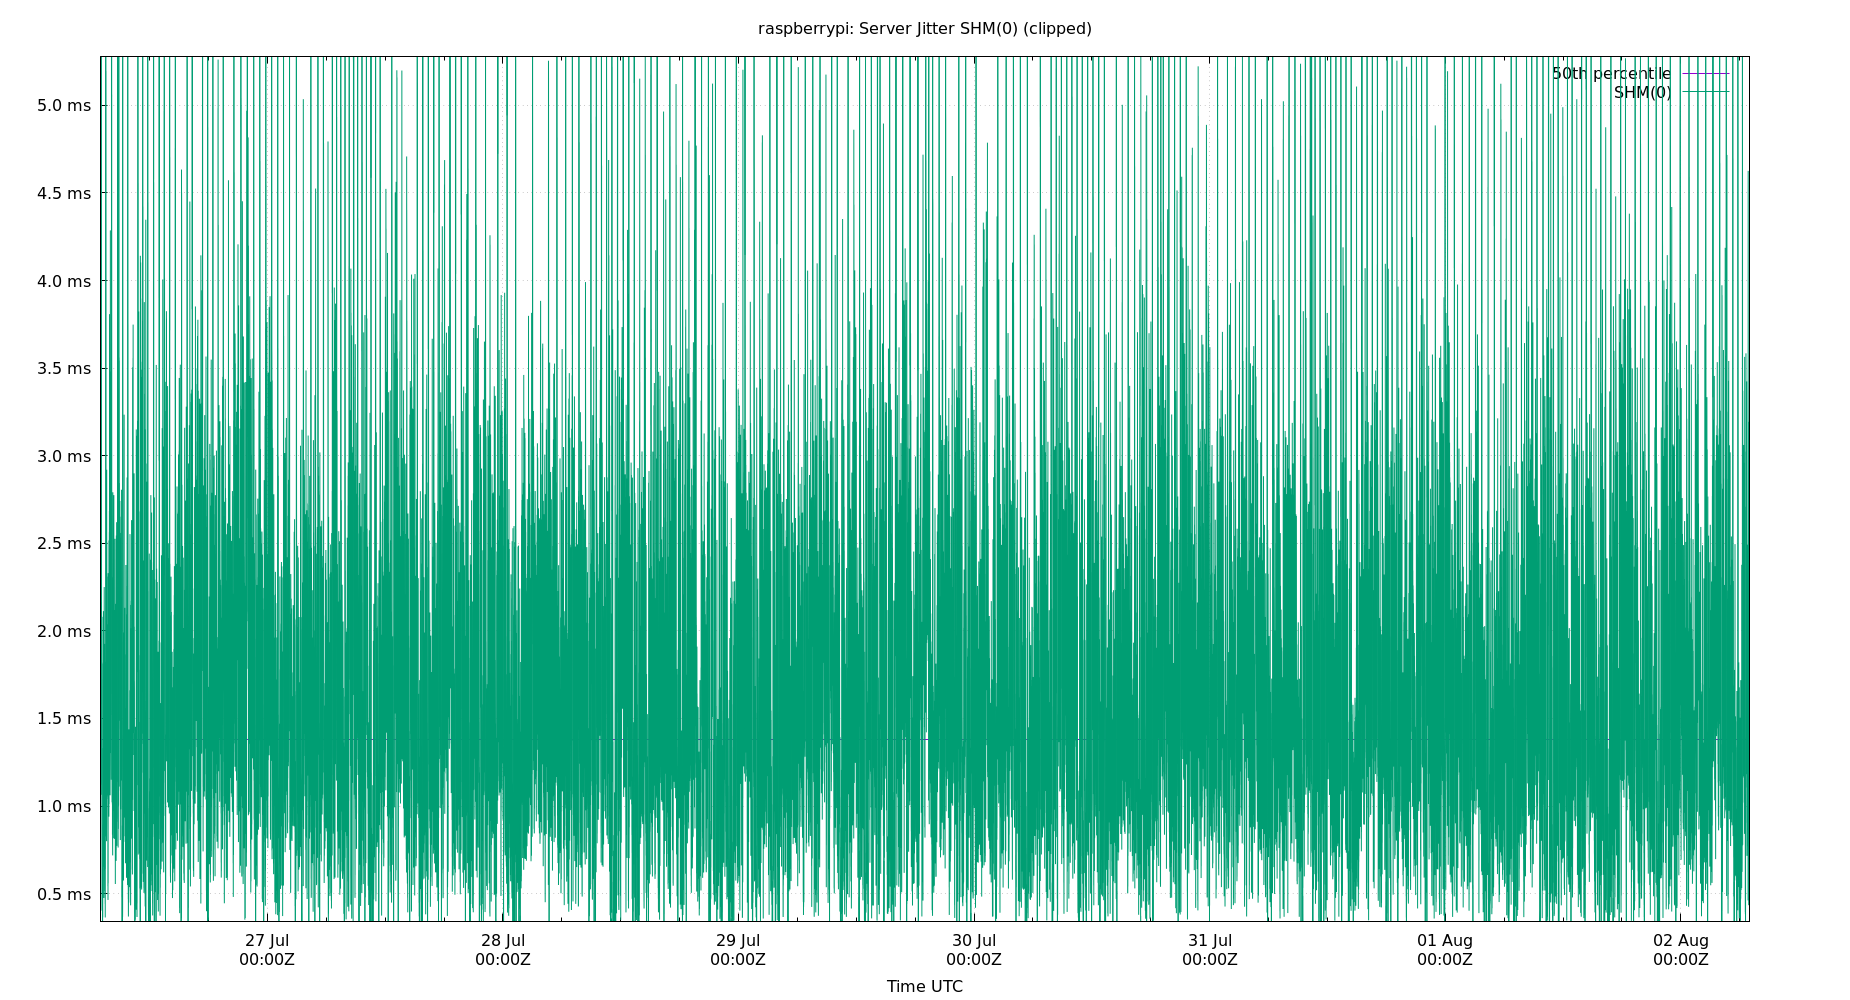 raspberrypi: Server Jitter SHM(0) (clipped)
50th percentile
SHM(0)
5.0 ms
4.5 ms
4.0 ms
3.5 ms
3.0 ms
2.5 ms
2.0 ms
1.5 ms
1.0 ms
0.5 ms
27 Jul 28 Jul 29 Jul 30 Jul 31 Jul 01 Aug 02 Aug
00:00Z 00:00Z 00:00Z 00:00Z 00:00Z 00:00Z 00:00Z
Time UTC